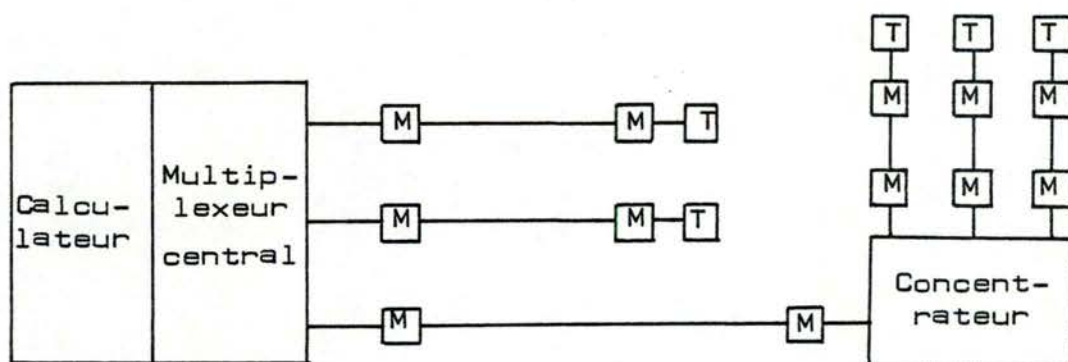 T T T
M M M
M M T
Multip-
lexeur
central
Calcu-
lateur
M M M
M M T
Concent-
rateur
M M